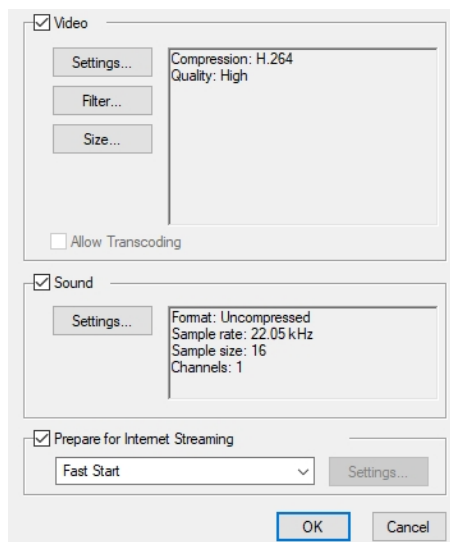 Video
Settings...
Compression: H.264
Quality: High
Filter...
Size...
Allow Transcoding
Sound
Settings...
Format: Uncompressed
Sample rate: 22.05 kHz
Sample size: 16
Channels: 1
Prepare for Internet Streaming
Fast Start
Settings...
OK
Cancel